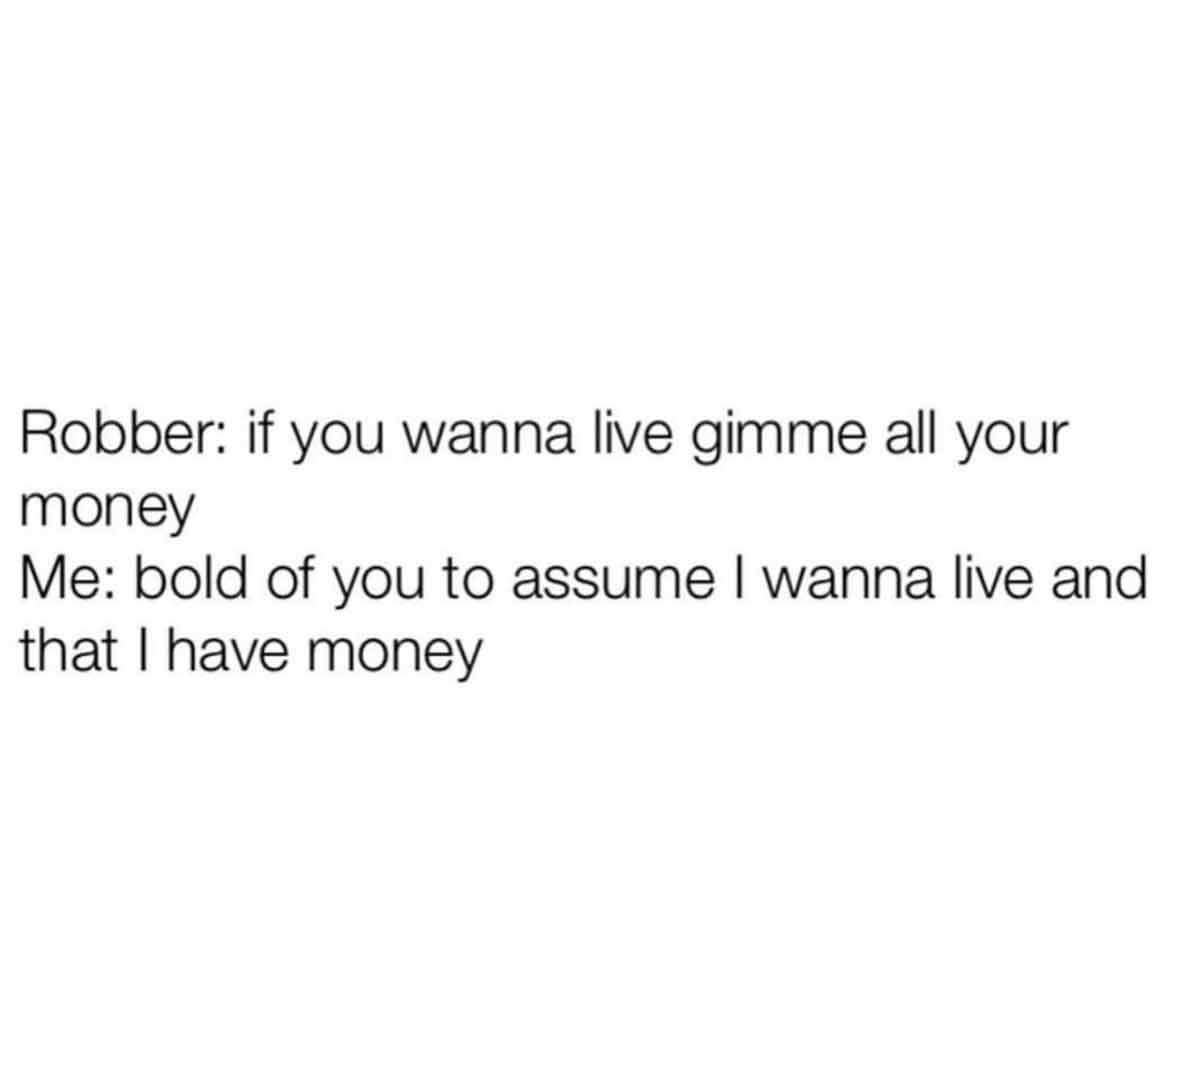 Robber: if you wanna live gimme all your
money
Me: bold of you to assume I wanna live and
that I have money